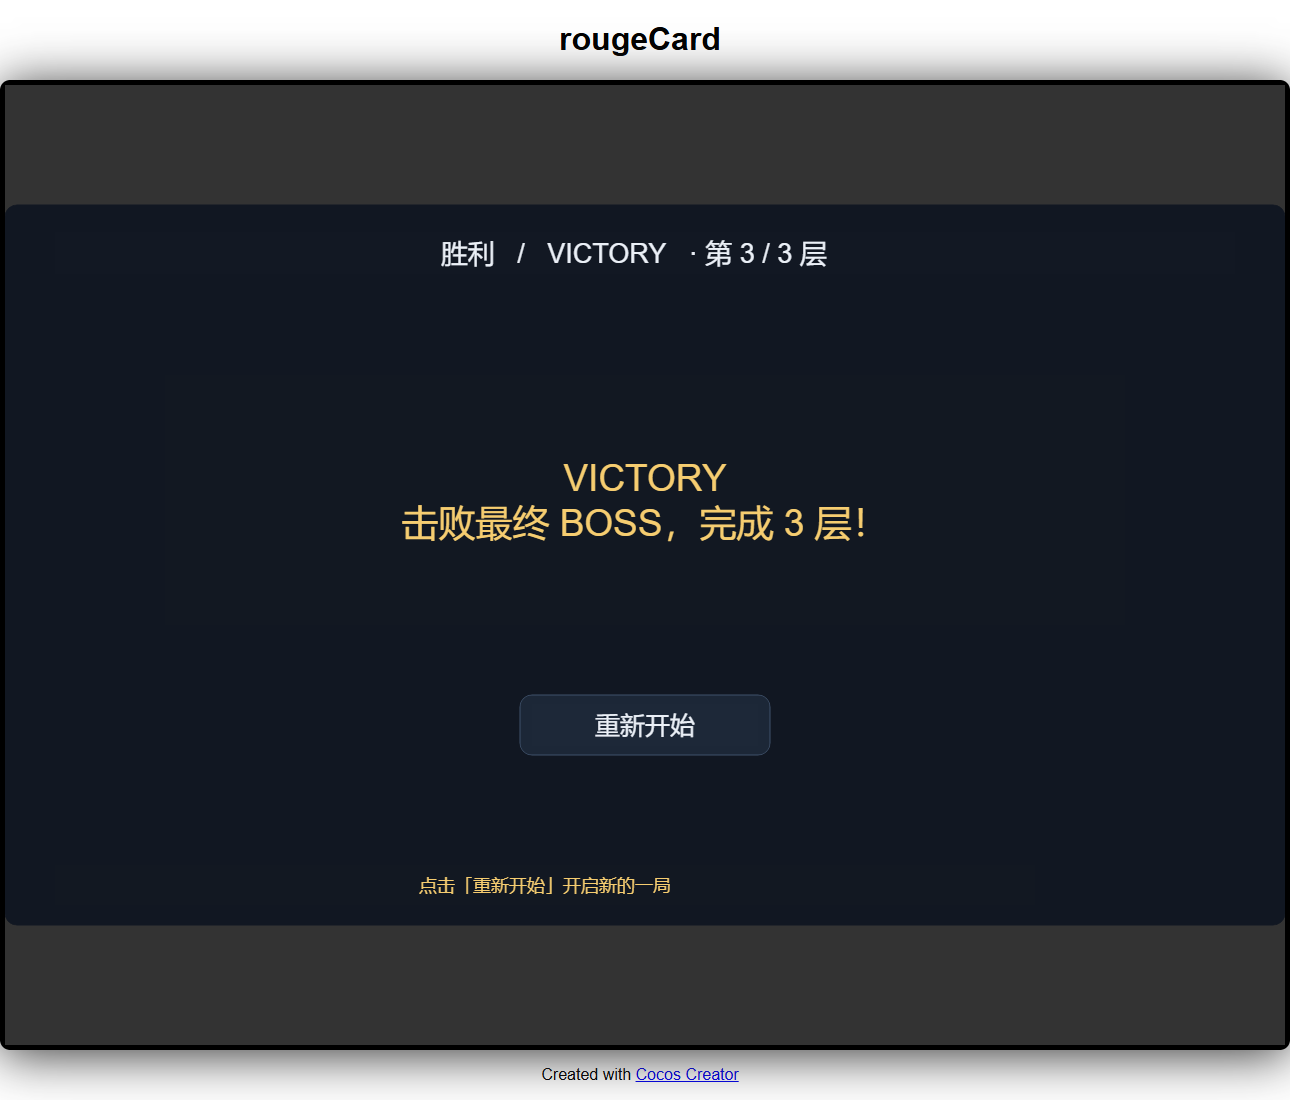 rougeCard
胜利 / VICTORY · 第 3 / 3 层
VICTORY
击败最终 BOSS，完成 3 层！
重新开始
点击「重新开始」开启新的一局
Created with Cocos Creator